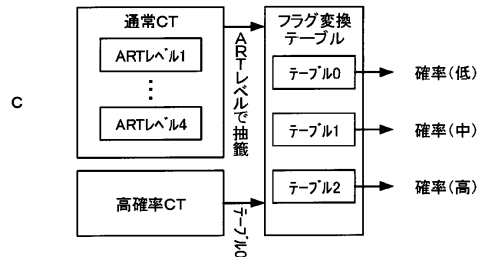 通常CT
ARTレベル1
⋮
ARTレベル4
C
高確率CT
ARTレベルで抽籤
テーブル0
フラグ変換
テーブル
テーブル0
テーブル1
テーブル2
確率(低)
確率(中)
確率(高)